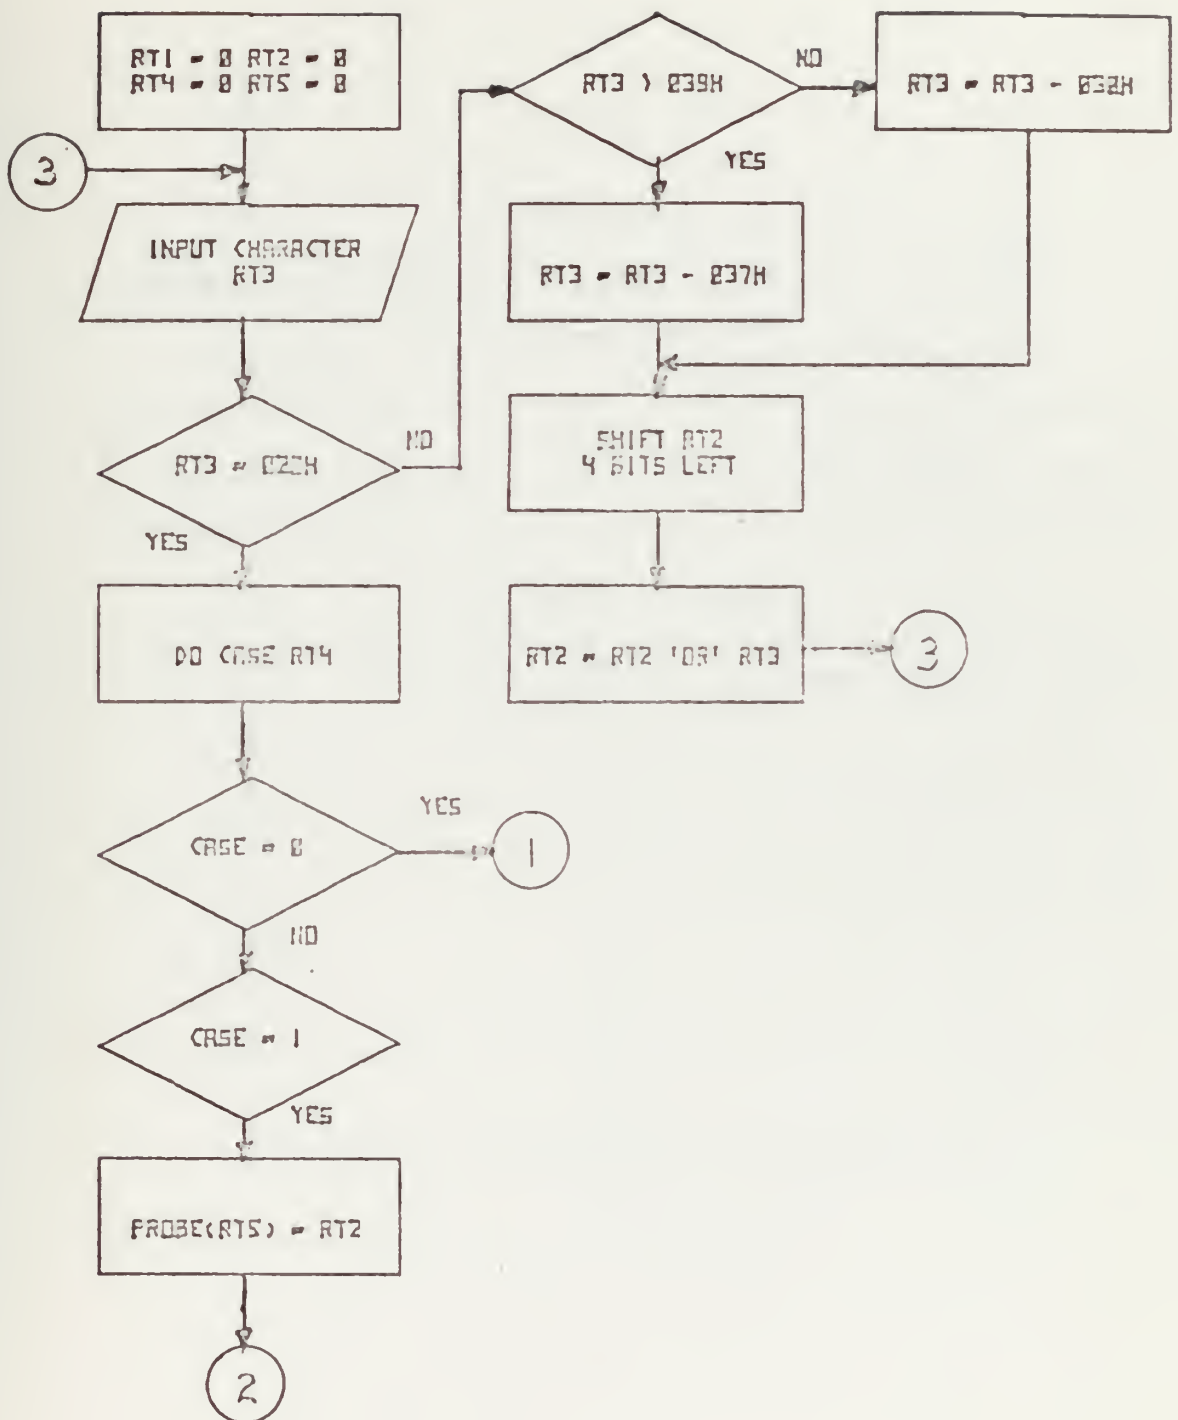 RT1 = 0 RT2 = 0
RT4 = 0 RT5 = 0
3
INPUT CHARACTER
RT3
RT3 =
NO
YES
DO CASE RT4
CASE = 0
YES
1
NO
CASE = 1
YES
PROBE(RT5) = RT2
2
RT3 > 039H
NO
RT3 = RT3 - 030H
YES
RT3 = RT3 - 037H
SHIFT RT2
4 BITS LEFT
RT2 = RT2 'OR' RT3
3